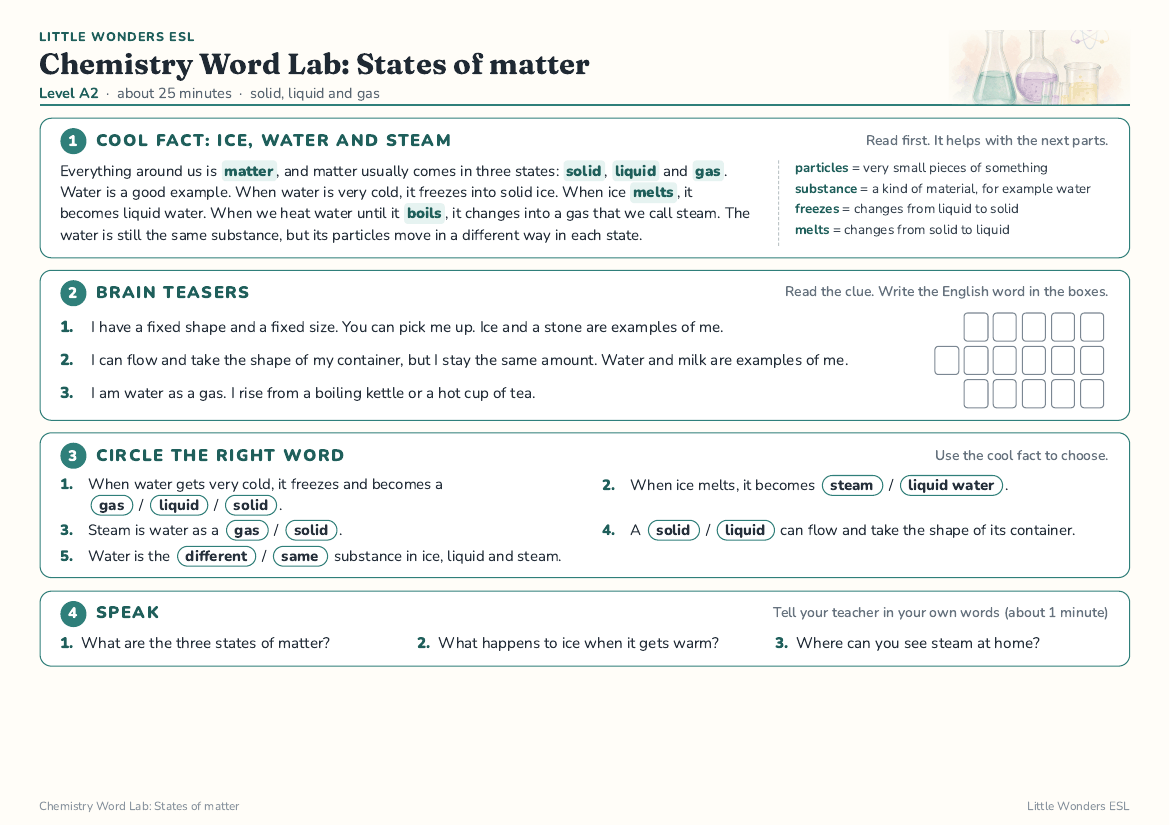 LITTLE WONDERS ESL
Chemistry Word Lab: States of matter
Level A2 · about 25 minutes · solid, liquid and gas
1 COOL FACT: ICE, WATER AND STEAM
Read first. It helps with the next parts.
Everything around us is matter, and matter usually comes in three states: solid, liquid and gas.
Water is a good example. When water is very cold, it freezes into solid ice. When ice melts, it
becomes liquid water. When we heat water until it boils, it changes into a gas that we call steam. The
water is still the same substance, but its particles move in a different way in each state.
particles = very small pieces of something
substance = a kind of material, for example water
freezes = changes from liquid to solid
melts = changes from solid to liquid
2 BRAIN TEASERS
Read the clue. Write the English word in the boxes.
1. I have a fixed shape and a fixed size. You can pick me up. Ice and a stone are examples of me.
2. I can flow and take the shape of my container, but I stay the same amount. Water and milk are examples of me.
3. I am water as a gas. I rise from a boiling kettle or a hot cup of tea.
3 CIRCLE THE RIGHT WORD
Use the cool fact to choose.
1. When water gets very cold, it freezes and becomes a
gas / liquid / solid.
2. When ice melts, it becomes steam / liquid water.
3. Steam is water as a gas / solid.
4. A solid / liquid can flow and take the shape of its container.
5. Water is the different / same substance in ice, liquid and steam.
4 SPEAK
Tell your teacher in your own words (about 1 minute)
1. What are the three states of matter?
2. What happens to ice when it gets warm?
3. Where can you see steam at home?
Chemistry Word Lab: States of matter
Little Wonders ESL